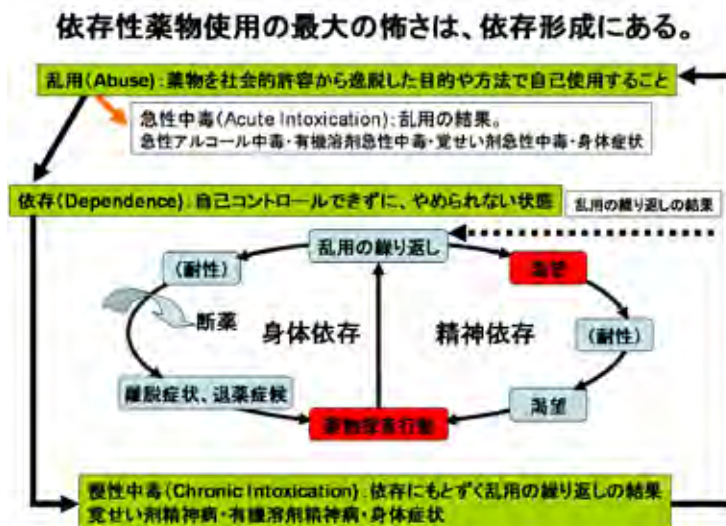 依存性薬物使用の最大の怖さは、依存形成にある。
乱用(Abuse):薬物を社会的許容から逸脱した目的や方法で自己使用すること
急性中毒(Acute Intoxication):乱用の結果。
急性アルコール中毒・有機溶剤急性中毒・覚せい剤急性中毒・身体症状
依存(Dependence):自己コントロールできずに、やめられない状態
乱用の繰り返しの結果
乱用の繰り返し
(耐性)
渇望
断薬
身体依存
精神依存
(耐性)
離脱症状、退薬症候
渇望
薬物探索行動
慢性中毒(Chronic Intoxication):依存にもとずく乱用の繰り返しの結果
覚せい剤精神病・有機溶剤精神病・身体症状